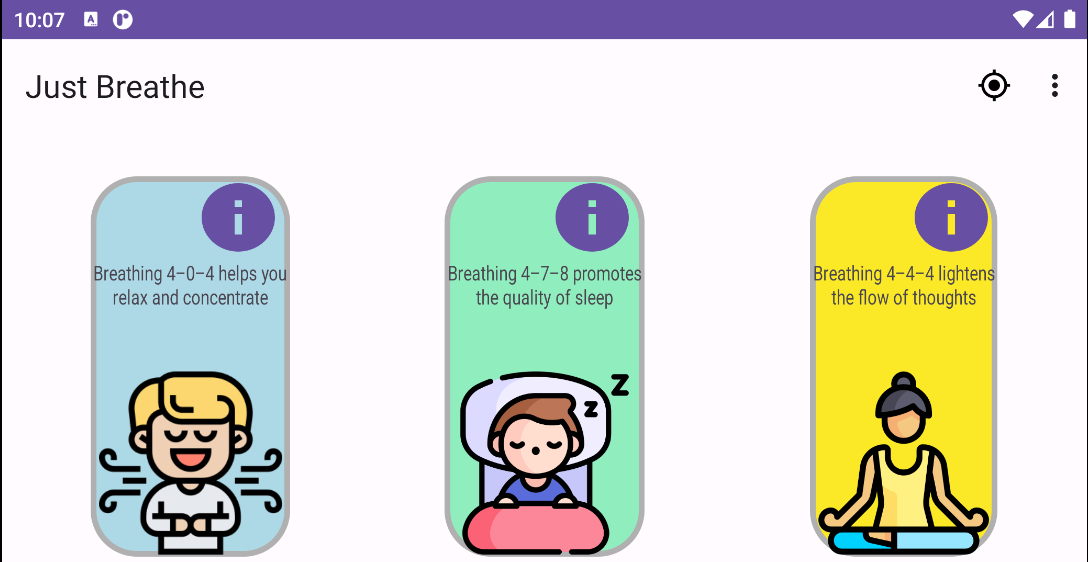 10:07
Just Breathe
i
Breathing 4–0–4 helps you
relax and concentrate
i
Breathing 4–7–8 promotes
the quality of sleep
z Z
i
Breathing 4–4–4 lightens
the flow of thoughts